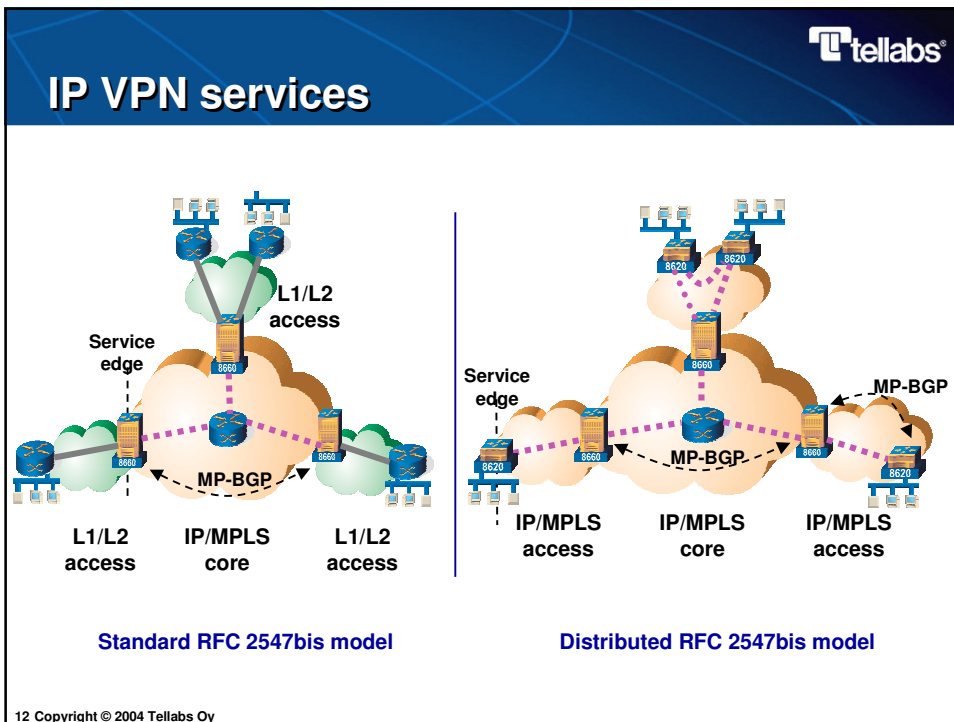 tellabs®
IP VPN services
L1/L2
access
Service
edge
8660
8660
8660
MP-BGP
L1/L2
access
IP/MPLS
core
L1/L2
access
Standard RFC 2547bis model
8620
8620
8660
Service
edge
MP-BGP
8620
8660
8660
8620
MP-BGP
IP/MPLS
access
IP/MPLS
core
IP/MPLS
access
Distributed RFC 2547bis model
12 Copyright © 2004 Tellabs Oy